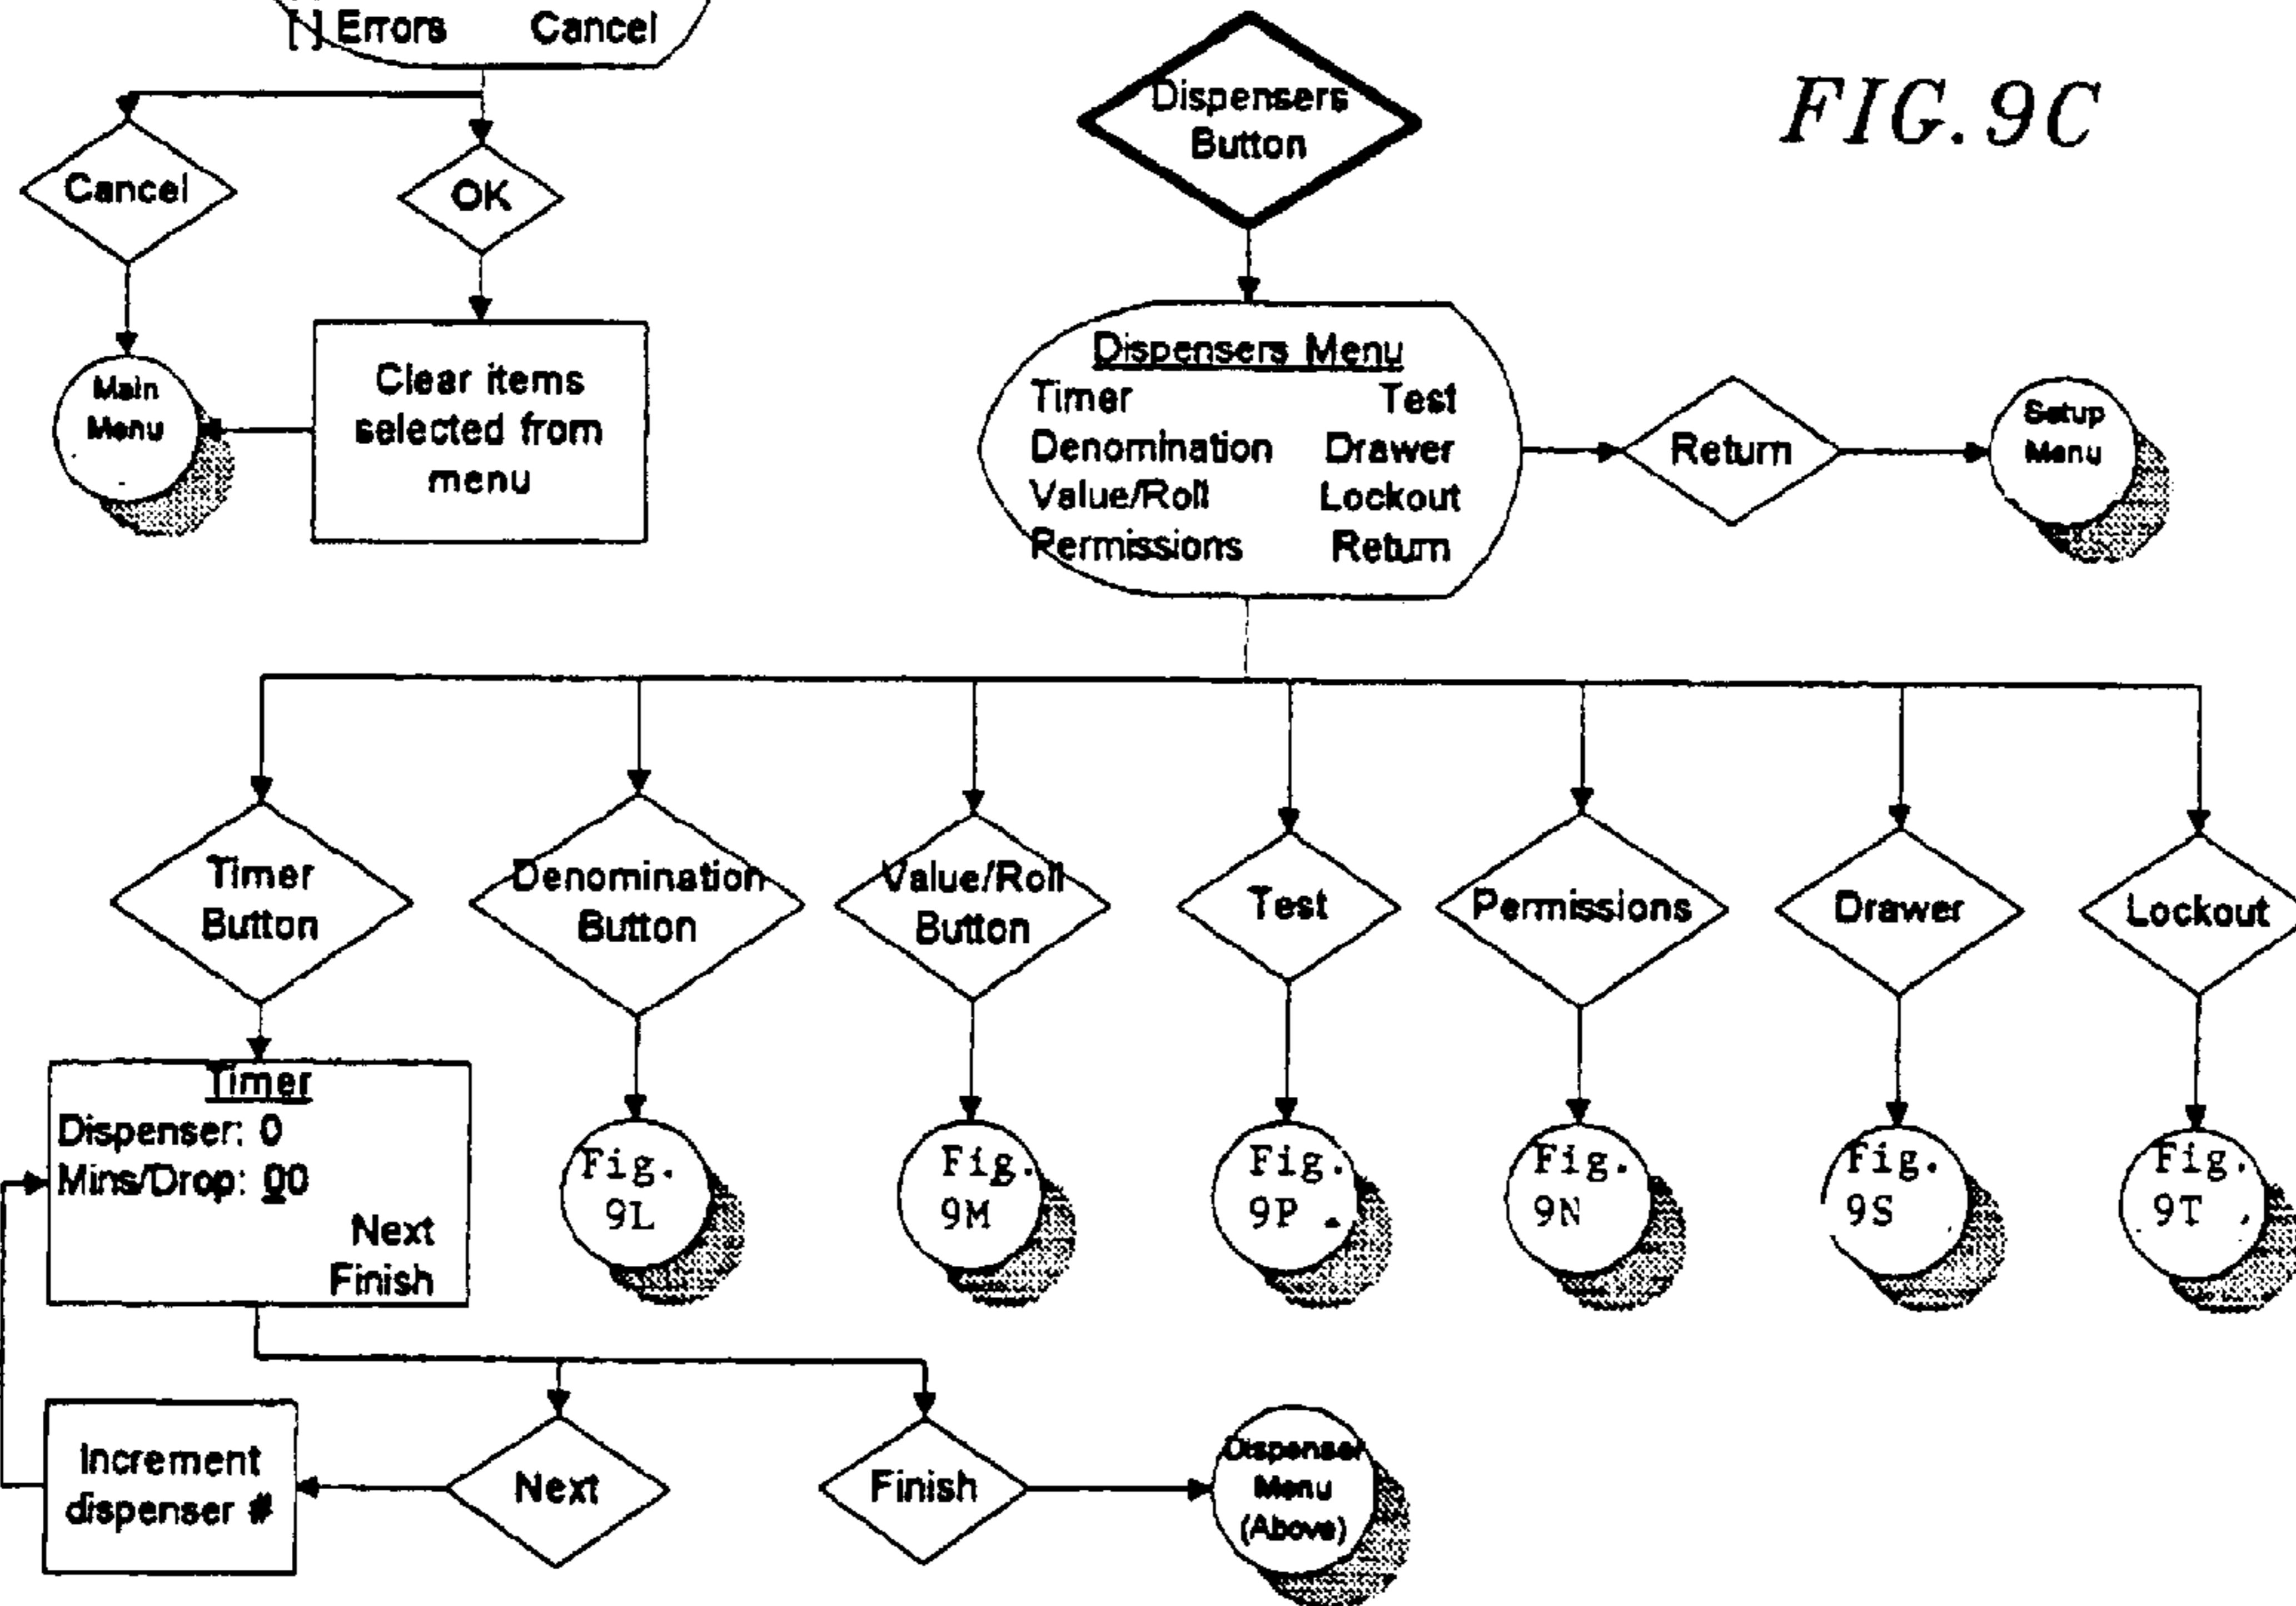 [ ] Errors Cancel
Cancel
OK
Main
Menu
Clear items
selected from
menu
Dispensers
Button
FIG. 9C
Dispensers Menu
Timer Test
Denomination Drawer
Value/Roll Lockout
Permissions Return
Return
Setup
Menu
Timer
Button
Denomination
Button
Value/Roll
Button
Test
Permissions
Drawer
Lockout
Timer
Dispenser: 0
Mins/Drop: 00
Next
Finish
Fig.
9L
Fig.
9M
Fig.
9P
Fig.
9N
Fig.
9S
Fig.
9T
Increment
dispenser #
Next
Finish
Dispenser
Menu
(Above)